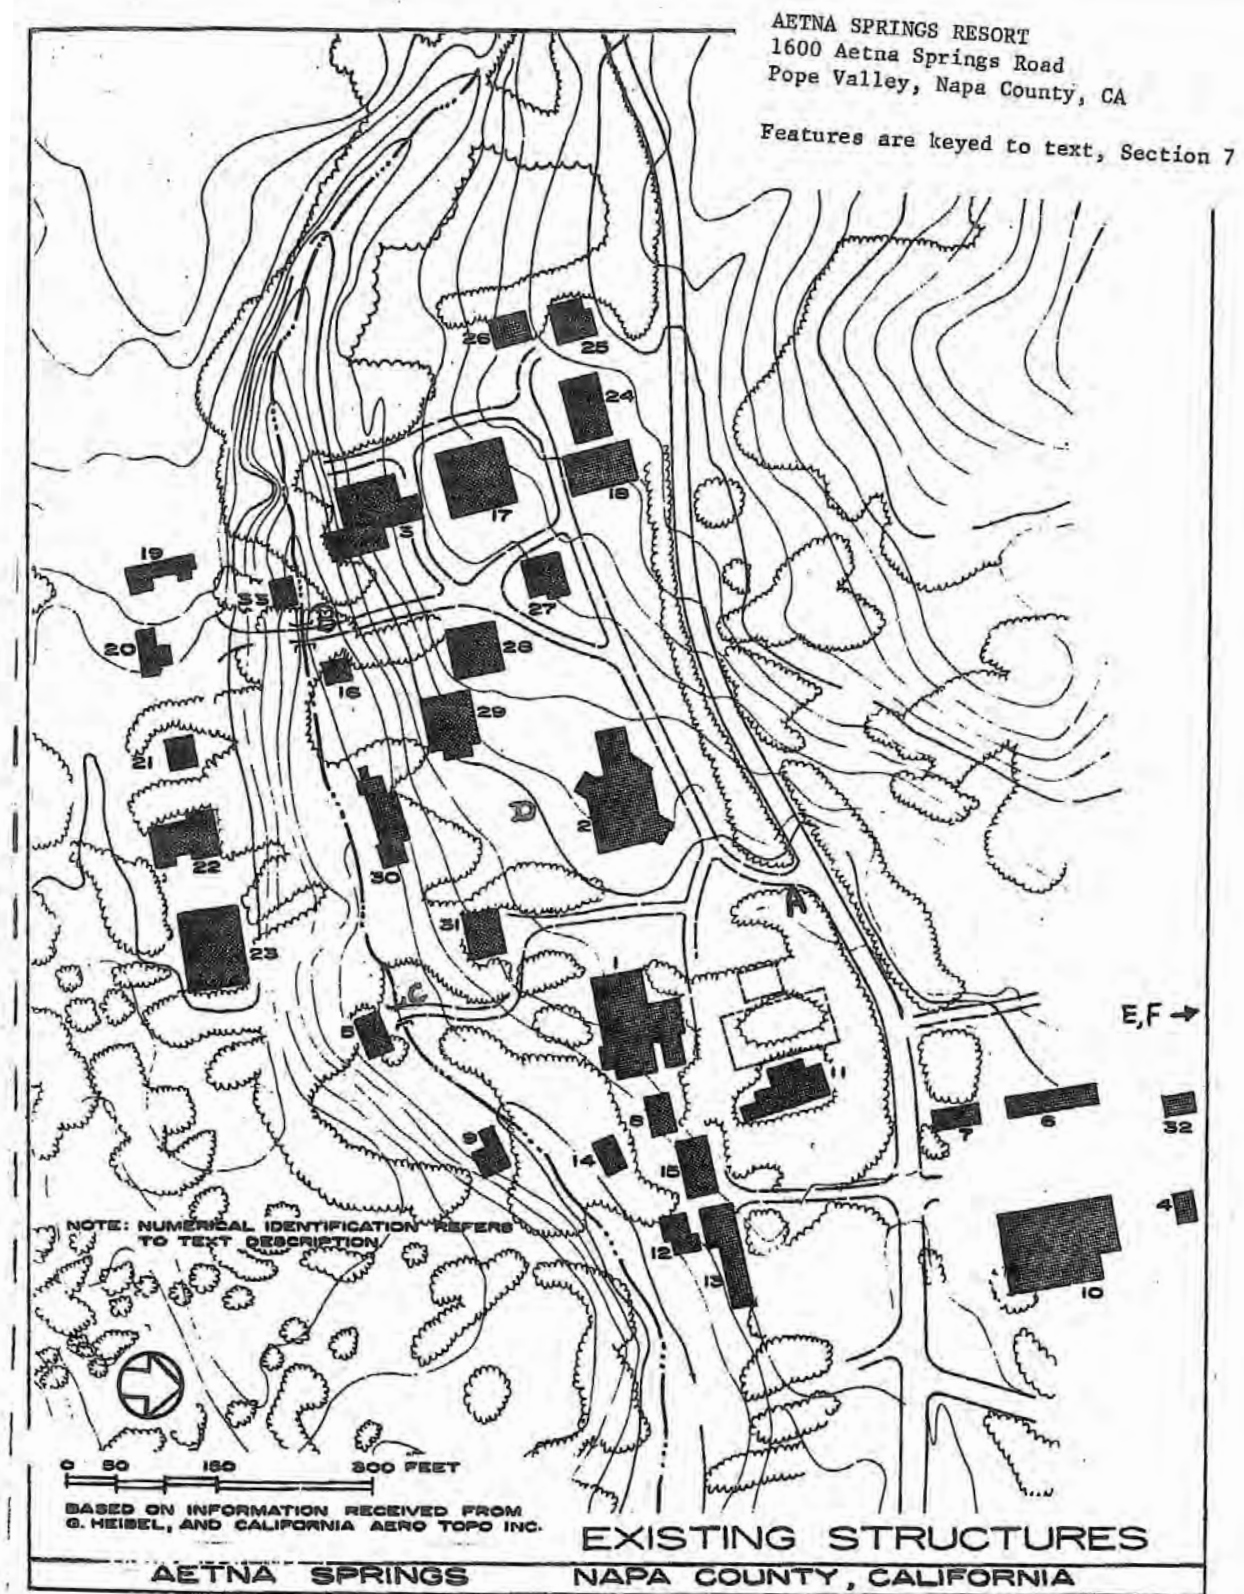 AETNA SPRINGS RESORT
1600 Aetna Springs Road
Pope Valley, Napa County, CA
Features are keyed to text, Section 7
26
25
24
18
17
3
19
33
B
27
20
28
16
29
21
D
2
22
30
A
31
23
1
C
E,F
5
11
6
7
32
8
9
14
15
4
NOTE: NUMERICAL IDENTIFICATION REFERS
TO TEXT DESCRIPTION
12
13
10
0 50 150 300 FEET
BASED ON INFORMATION RECEIVED FROM
G. HEIBEL, AND CALIFORNIA AERO TOPO INC.
EXISTING STRUCTURES
AETNA SPRINGS NAPA COUNTY, CALIFORNIA